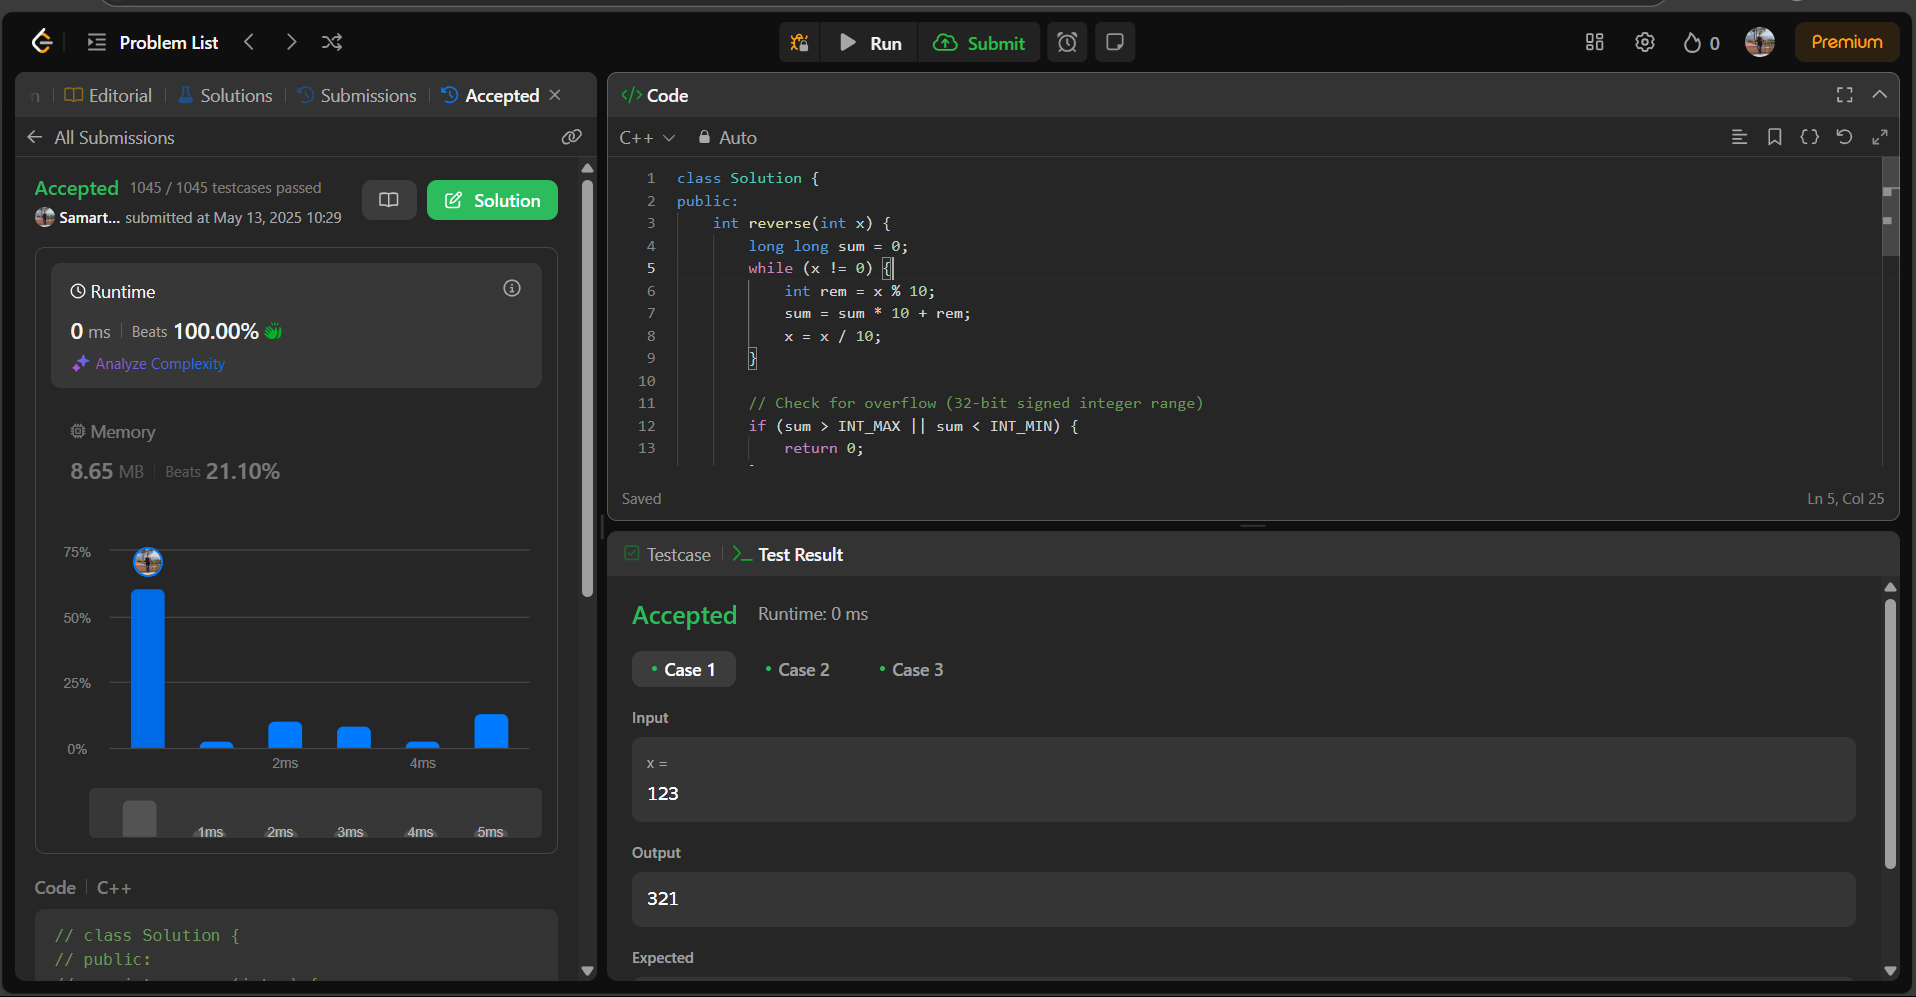 Problem List
Run
Submit
0
Premium
n
Editorial
Solutions
Submissions
Accepted
All Submissions
Accepted 1045 / 1045 testcases passed
Samart... submitted at May 13, 2025 10:29
Solution
Runtime
0 ms | Beats 100.00%
Analyze Complexity
Memory
8.65 MB | Beats 21.10%
75%
50%
25%
0%
2ms
4ms
1ms
2ms
3ms
4ms
5ms
Code | C++
// class Solution {
// public:
</> Code
C++
Auto
1 class Solution {
2 public:
3 int reverse(int x) {
4 long long sum = 0;
5 while (x != 0) {
6 int rem = x % 10;
7 sum = sum * 10 + rem;
8 x = x / 10;
9 }
10
11 // Check for overflow (32-bit signed integer range)
12 if (sum > INT_MAX || sum < INT_MIN) {
13 return 0;
Saved
Ln 5, Col 25
Testcase
Test Result
Accepted Runtime: 0 ms
Case 1
Case 2
Case 3
Input
x =
123
Output
321
Expected